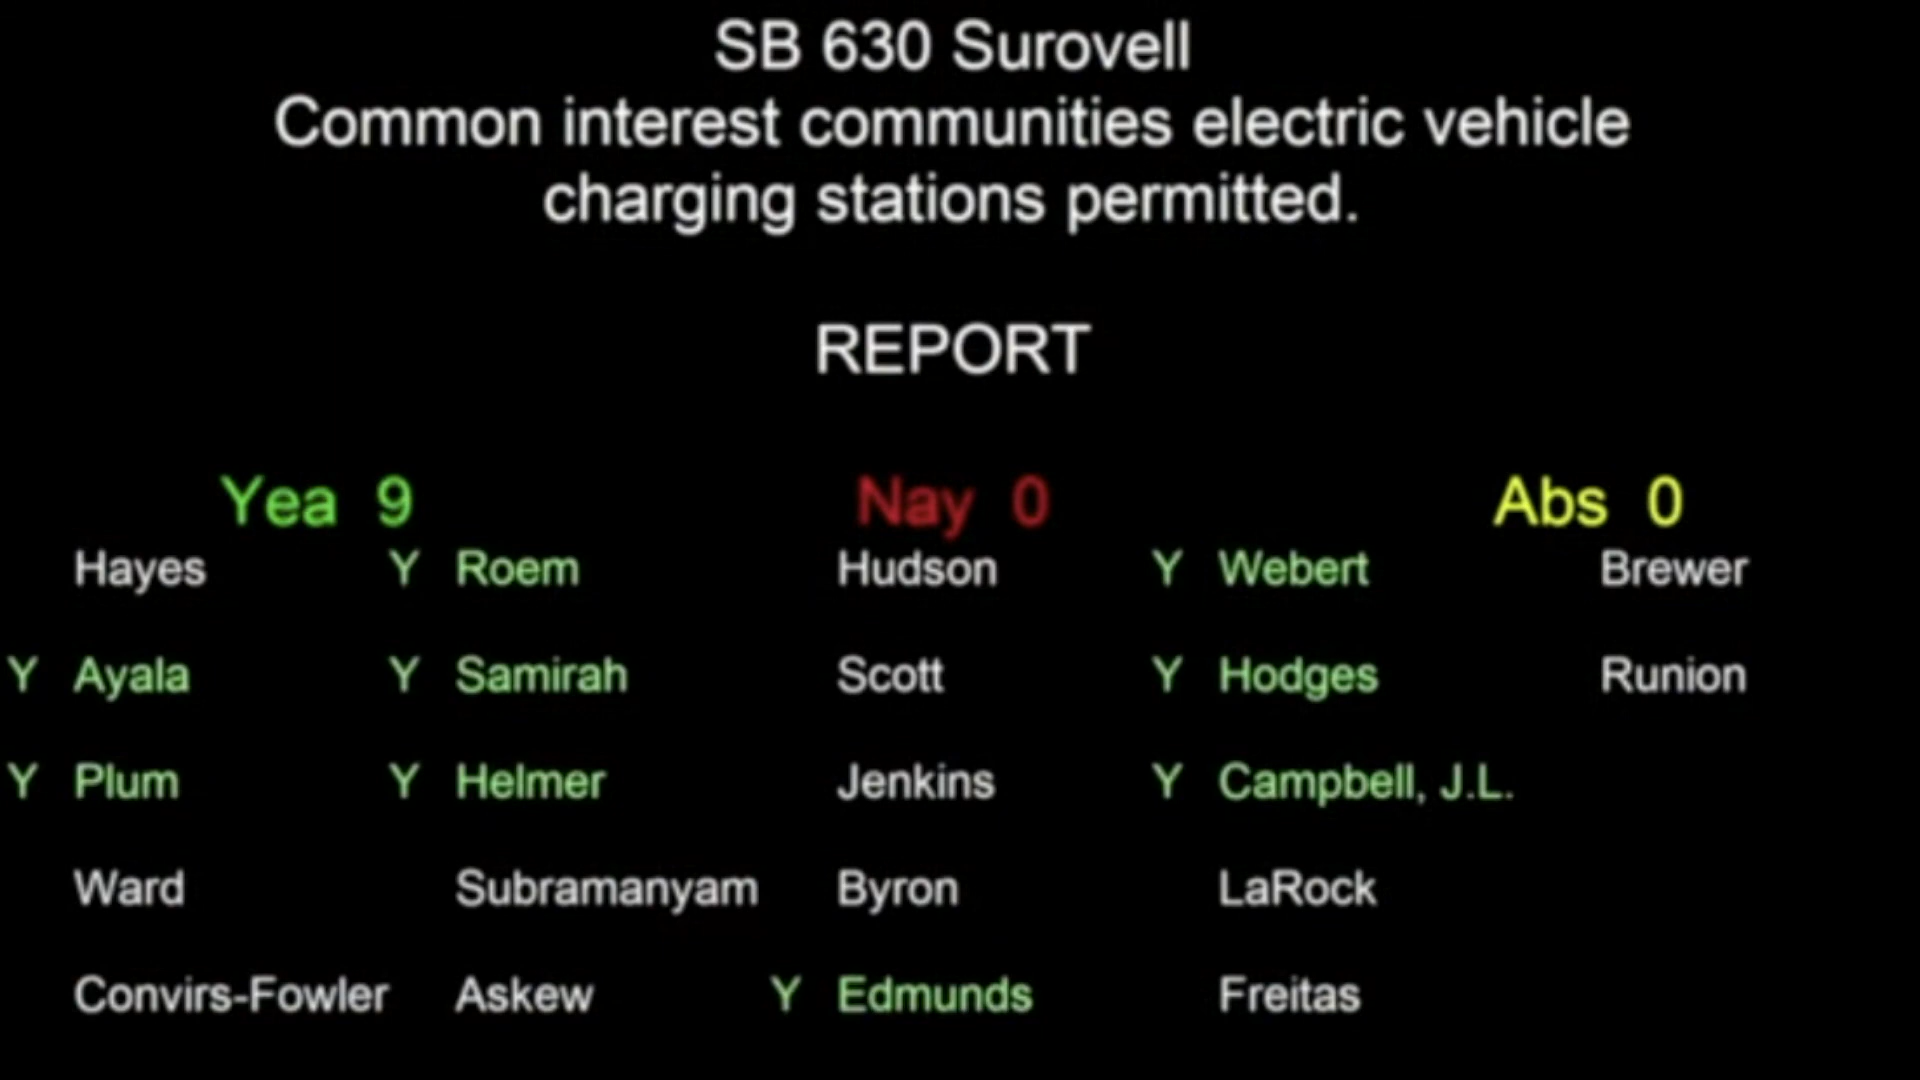 SB 630 Surovell
Common interest communities electric vehicle
charging stations permitted.
REPORT
Yea 9 Nay 0 Abs 0
Hayes Y Roem Hudson Y Webert Brewer
Y Ayala Y Samirah Scott Y Hodges Runion
Y Plum Y Helmer Jenkins Y Campbell, J.L.
Ward Subramanyam Byron LaRock
Convirs-Fowler Askew Y Edmunds Freitas